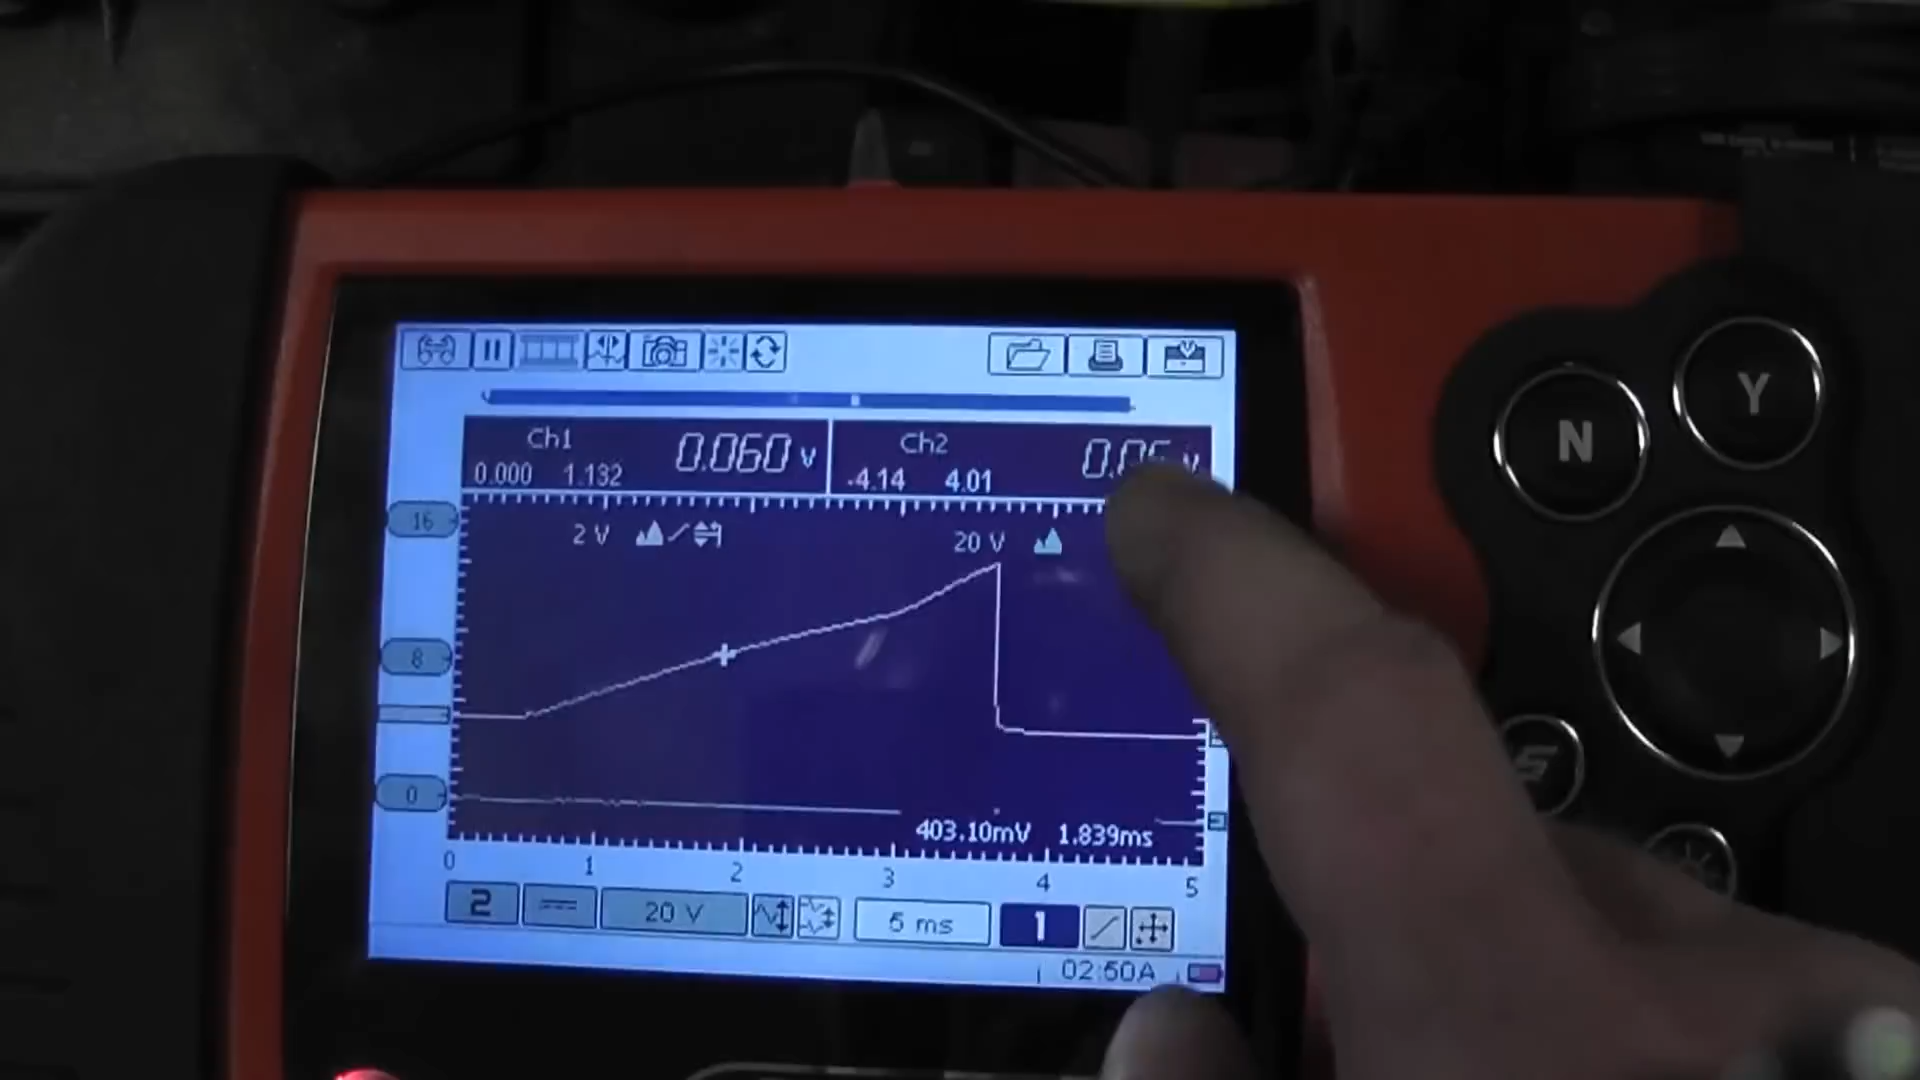 Ch1 0.060 V
0.000 1.132
Ch2
-4.14 4.01
16
2 V
20 V
8
0
403.10mV 1.839ms
0 1 2 3 4 5
2 20 V 5 ms 1
02:50A
N
Y
S